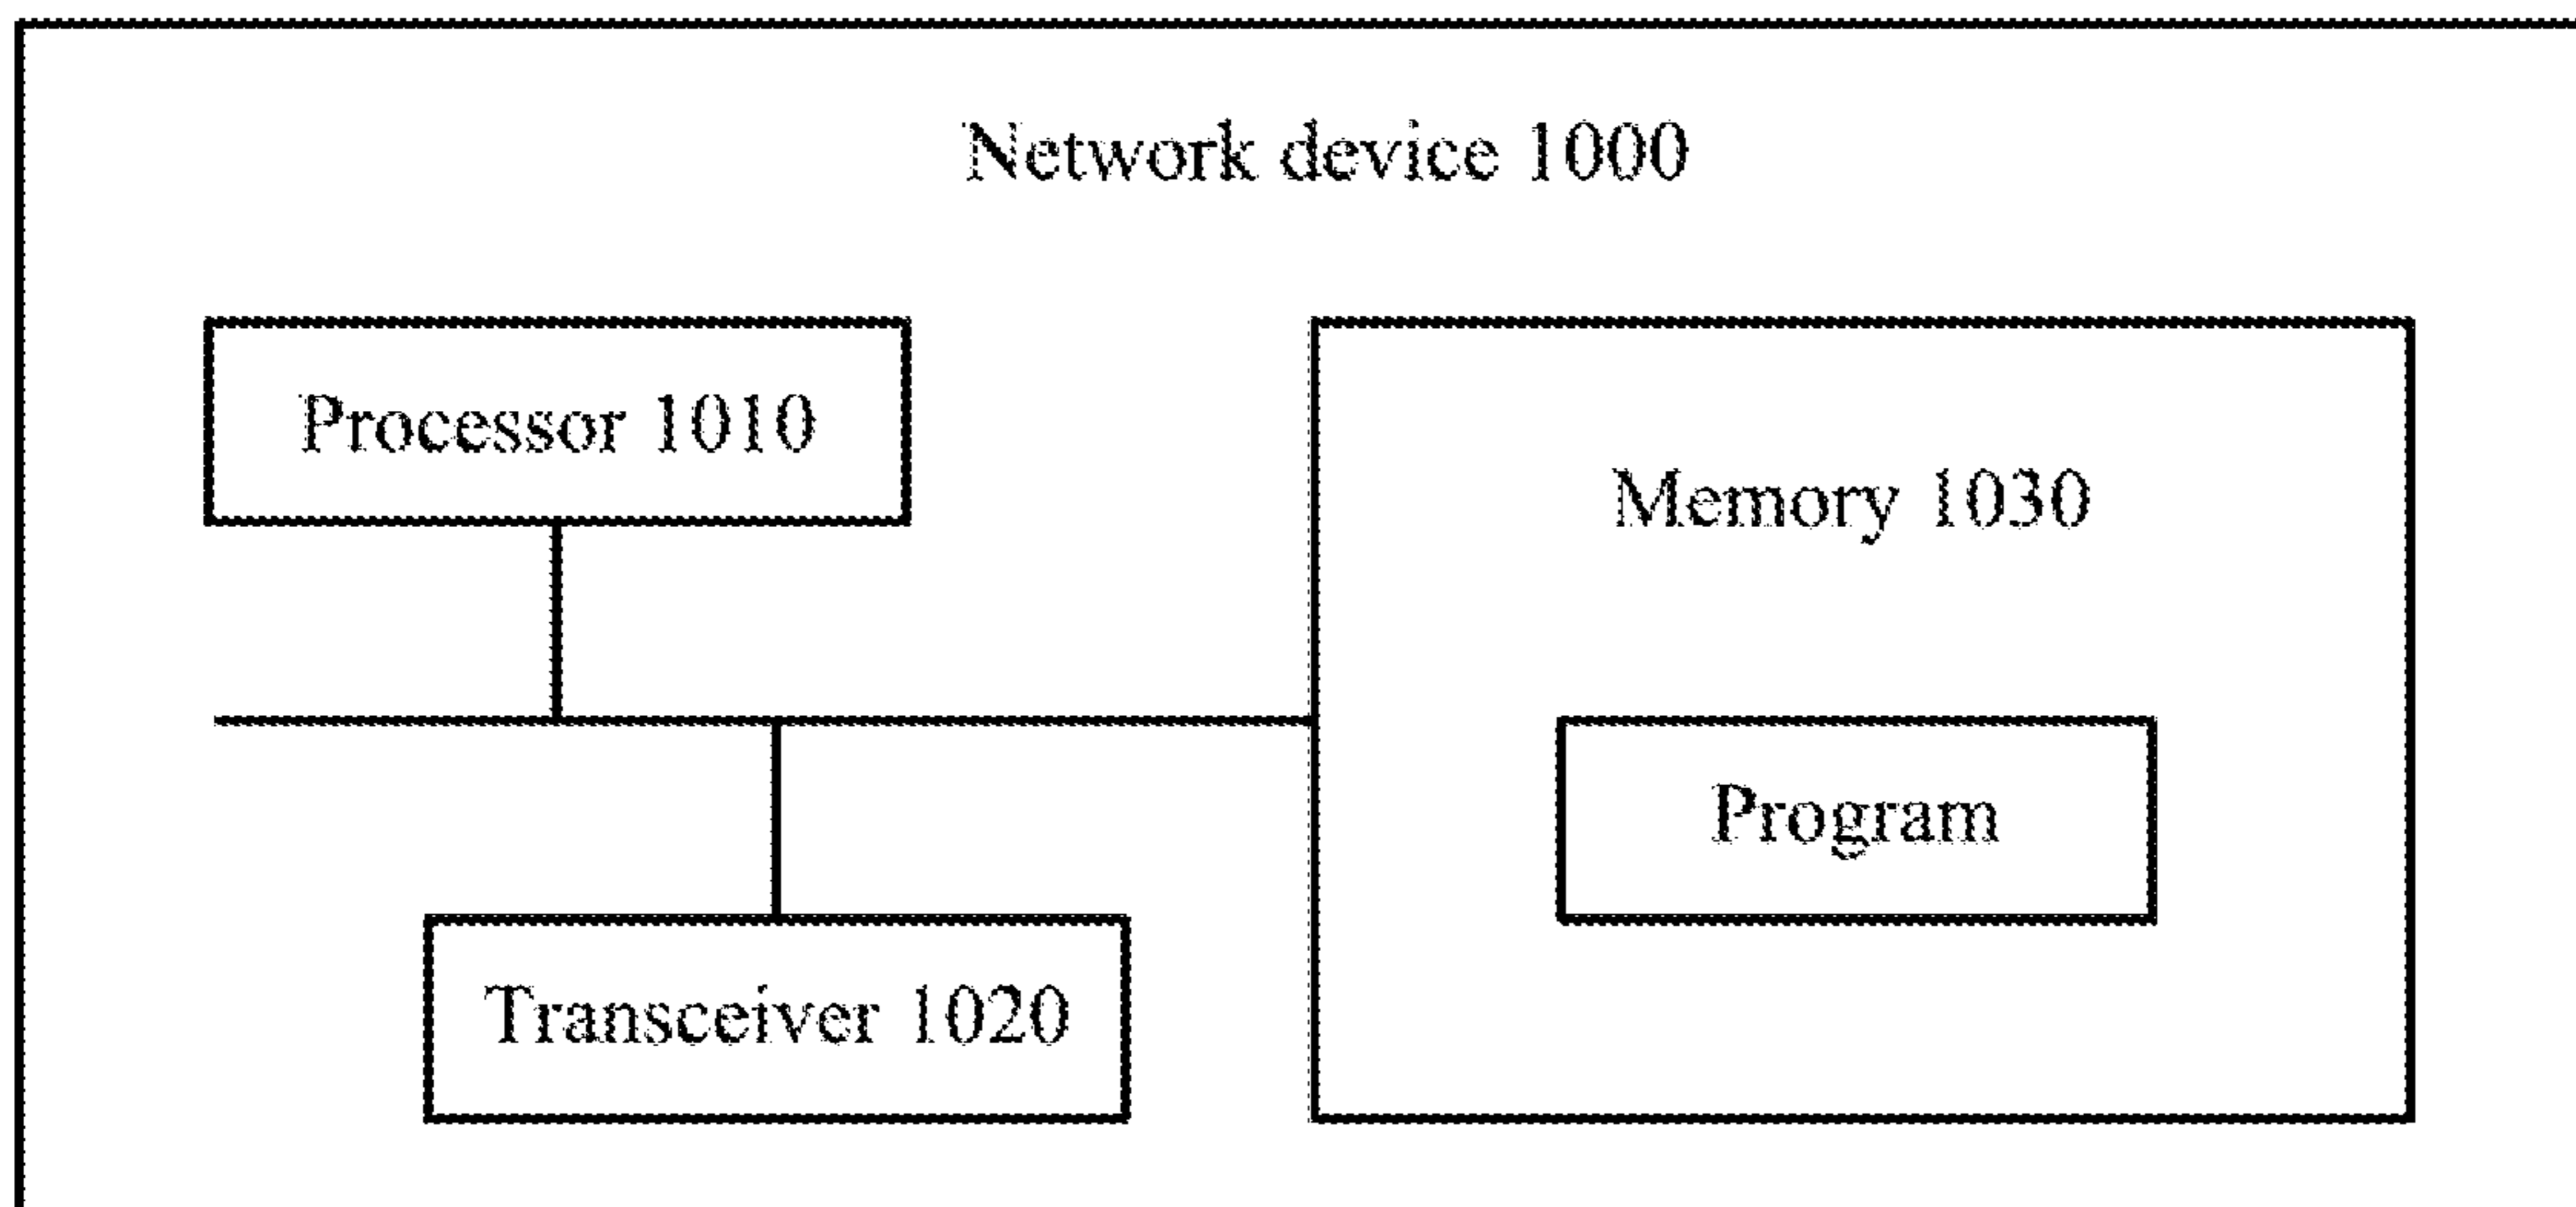 Network device 1000
Processor 1010
Memory 1030
Program
Transceiver 1020